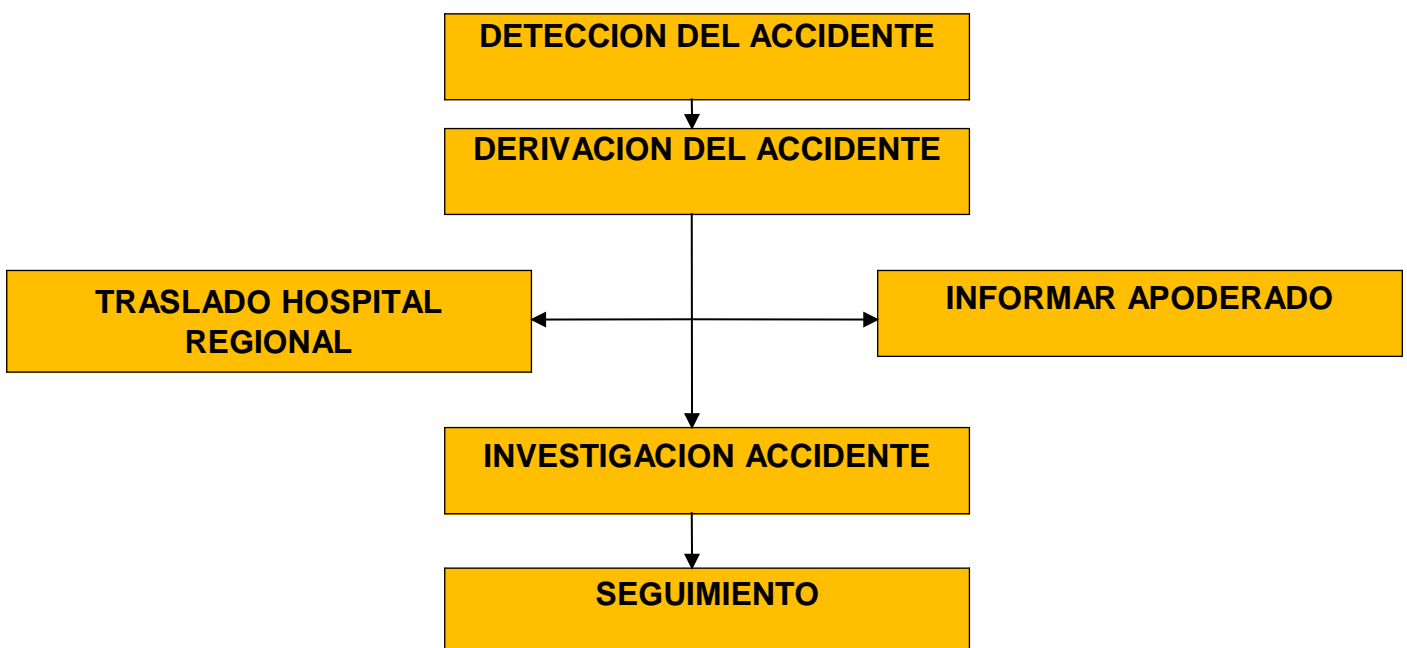 DETECCION DEL ACCIDENTE
DERIVACION DEL ACCIDENTE
TRASLADO HOSPITAL
REGIONAL
INFORMAR APODERADO
INVESTIGACION ACCIDENTE
SEGUIMIENTO